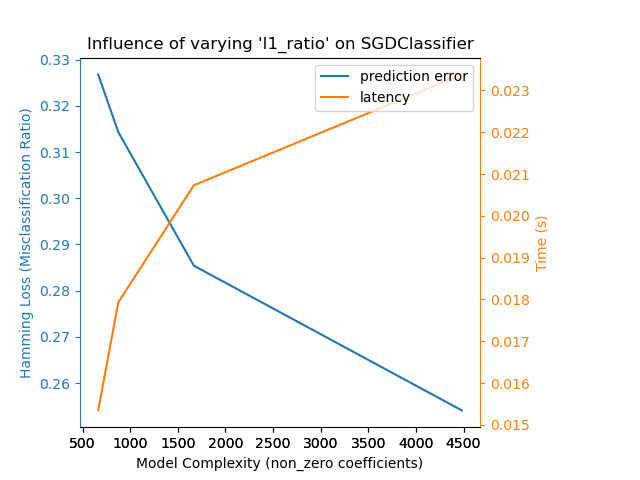 Influence of varying 'l1_ratio' on SGDClassifier
prediction error
latency
Hamming Loss (Misclassification Ratio)
0.33
0.32
0.31
0.30
0.29
0.28
0.27
0.26
0.023
0.022
0.021
0.020
0.019
0.018
0.017
0.016
0.015
Time (s)
500 1000 1500 2000 2500 3000 3500 4000 4500
Model Complexity (non_zero coefficients)